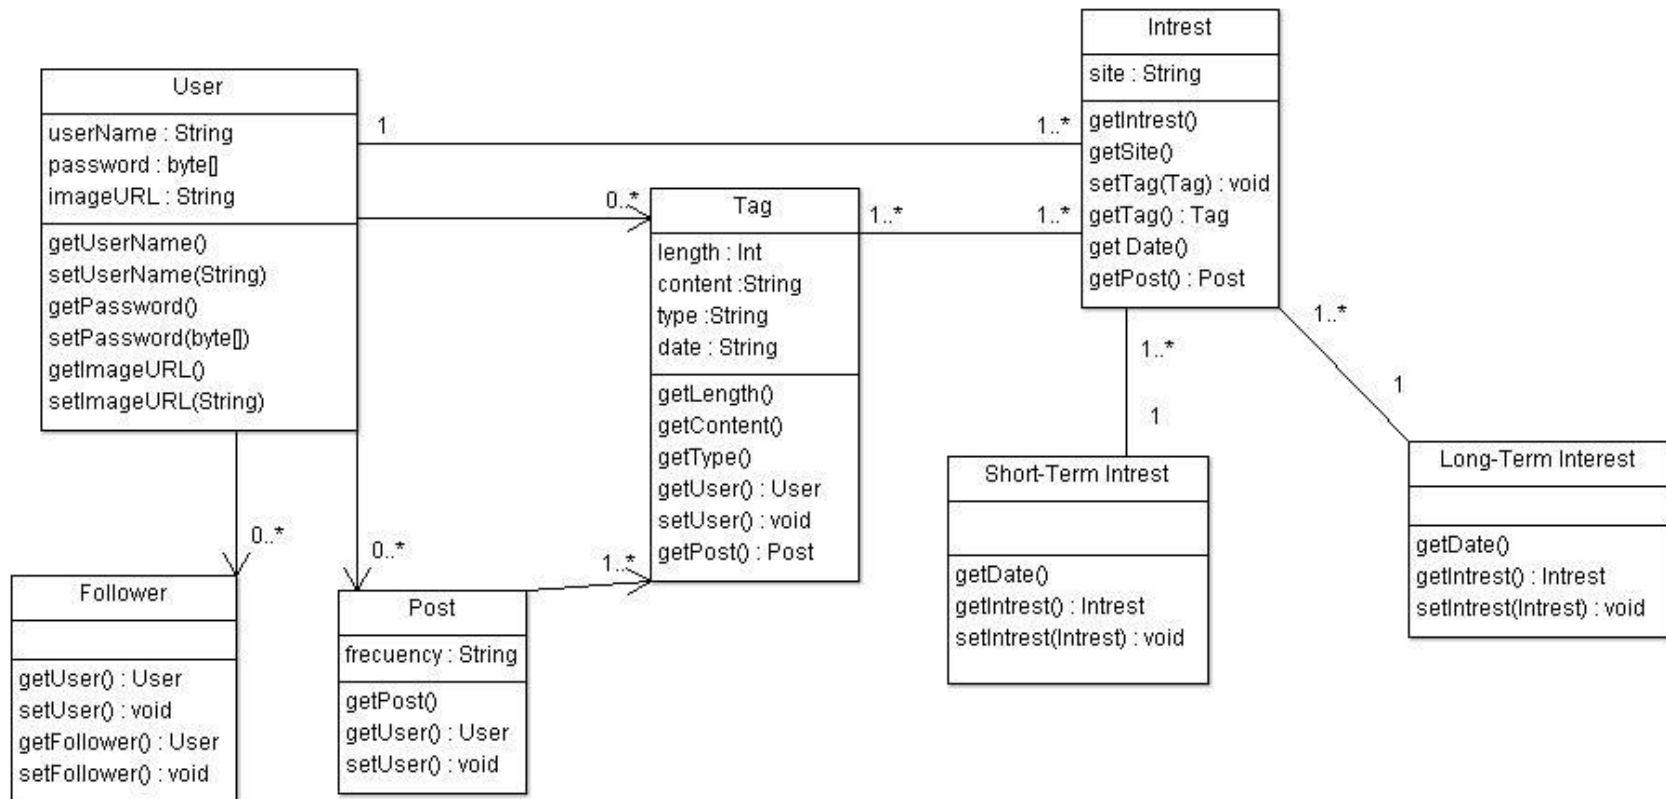 User
userName : String
password : byte[]
imageURL : String
getUserName()
setUserName(String)
getPassword()
setPassword(byte[])
getImageURL()
setImageURL(String)
1
1..*
0..*
Intrest
site : String
getIntrest()
getSite()
setTag(Tag) : void
getTag() : Tag
get Date()
getPost() : Post
Tag
length : Int
content :String
type :String
date : String
getLength()
getContent()
getType()
getUser() : User
setUser() : void
getPost() : Post
1..*
1..*
1..*
1
1..*
1
Short-Term Intrest
getDate()
getIntrest() : Intrest
setIntrest(Intrest) : void
Long-Term Interest
getDate()
getIntrest() : Intrest
setIntrest(Intrest) : void
0..*
0..*
1..*
Follower
getUser() : User
setUser() : void
getFollower() : User
setFollower() : void
Post
frecuency : String
getPost()
getUser() : User
setUser() : void